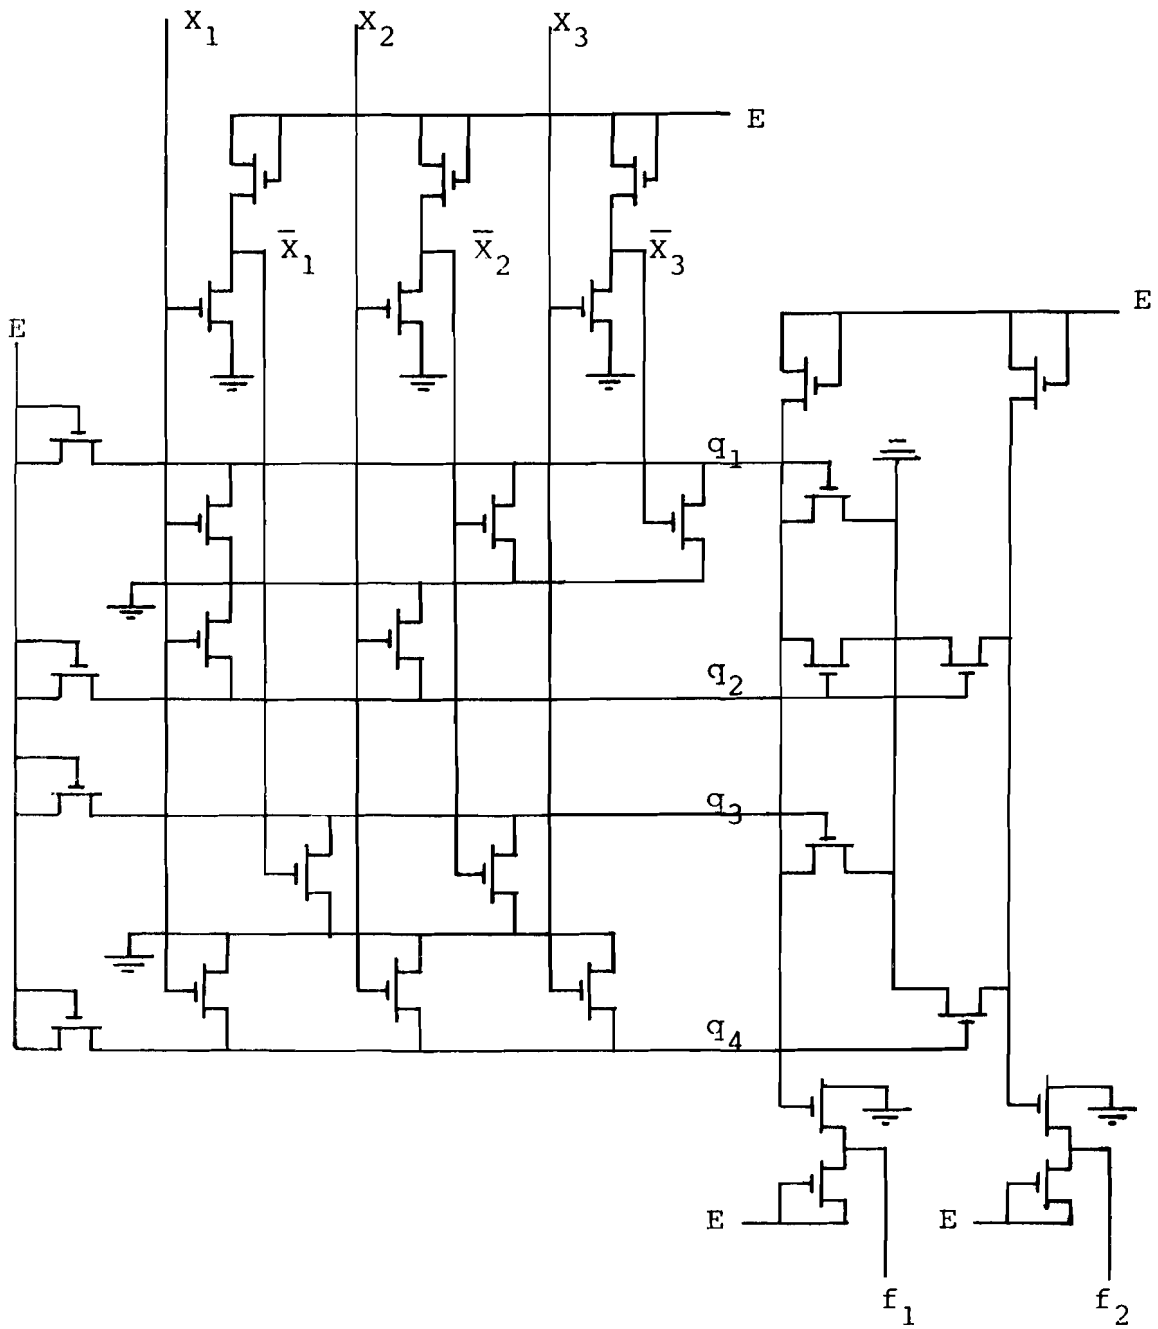 X₁ X₂ X₃
E
X̄₁ X̄₂ X̄₃
E
E
q₁
q₂
q₃
q₄
E E
f₁ f₂